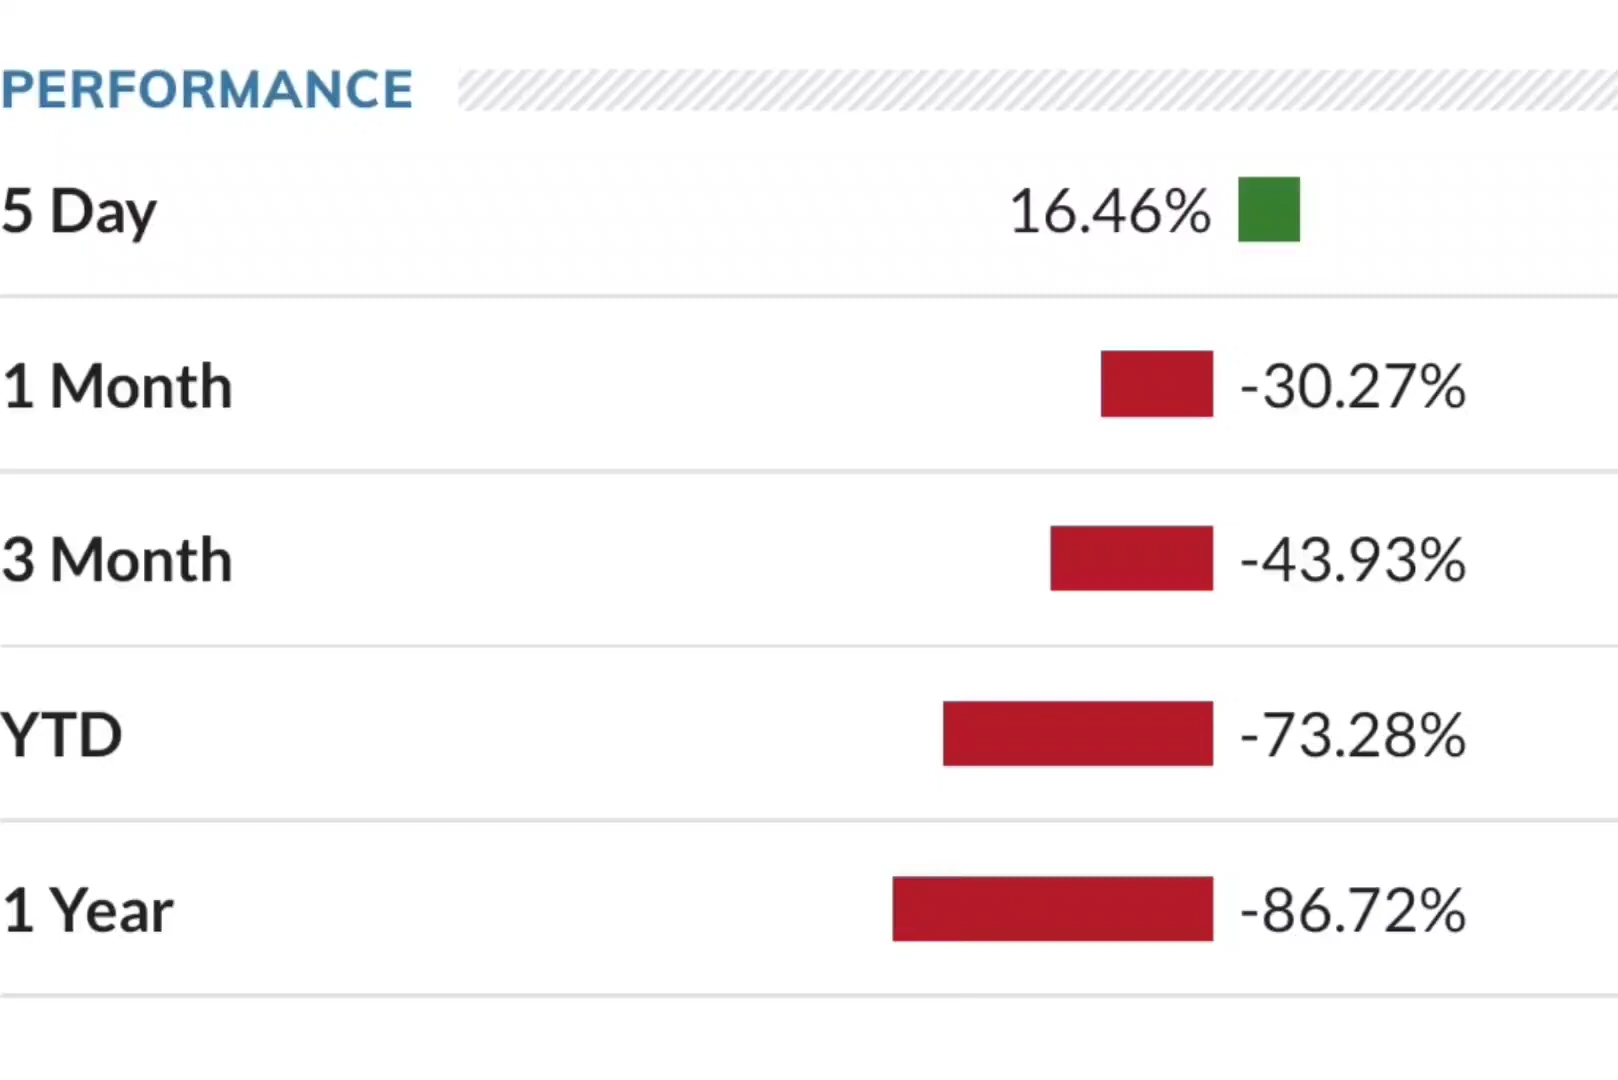 PERFORMANCE
5 Day 16.46%
1 Month -30.27%
3 Month -43.93%
YTD -73.28%
1 Year -86.72%